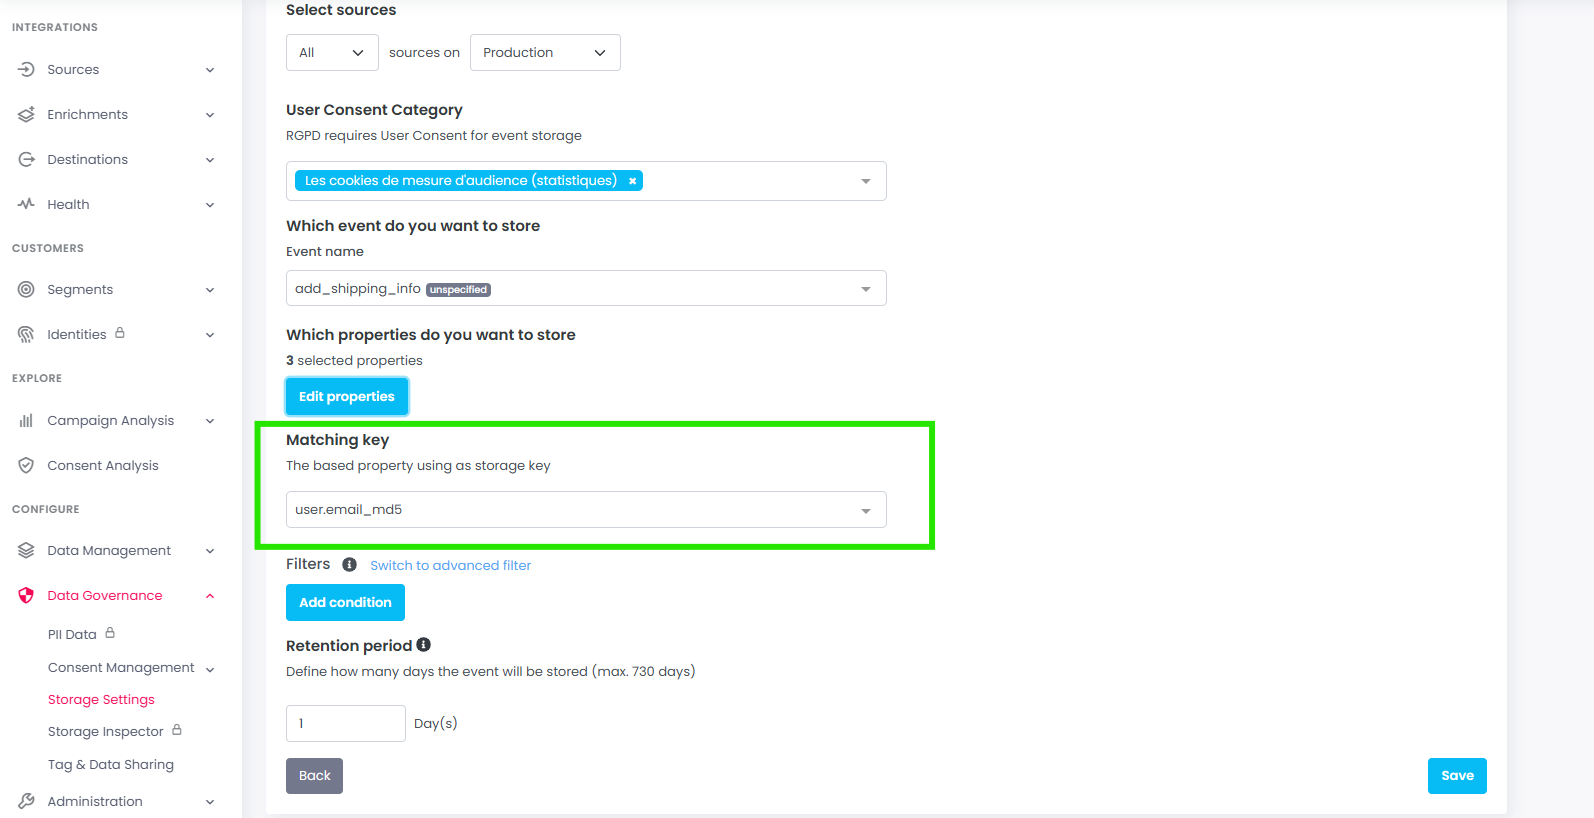 INTEGRATIONS
Sources
Enrichments
Destinations
Health
CUSTOMERS
Segments
Identities
EXPLORE
Campaign Analysis
Consent Analysis
CONFIGURE
Data Management
Data Governance
PII Data
Consent Management
Storage Settings
Storage Inspector
Tag & Data Sharing
Administration
Select sources
All sources on Production
User Consent Category
RGPD requires User Consent for event storage
Les cookies de mesure d'audience (statistiques) ×
Which event do you want to store
Event name
add_shipping_info unspecified
Which properties do you want to store
3 selected properties
Edit properties
Matching key
The based property using as storage key
user.email_md5
Filters Switch to advanced filter
Add condition
Retention period
Define how many days the event will be stored (max. 730 days)
1 Day(s)
Back Save